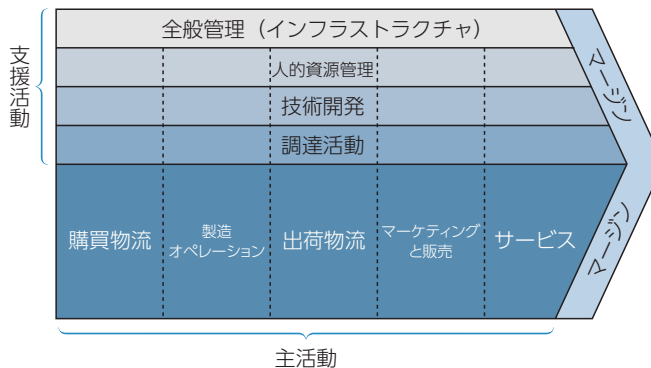 支援活動
全般管理（インフラストラクチャ）
人的資源管理
技術開発
調達活動
マージン
購買物流
製造
オペレーション
出荷物流
マーケティング
と販売
サービス
マージン
主活動